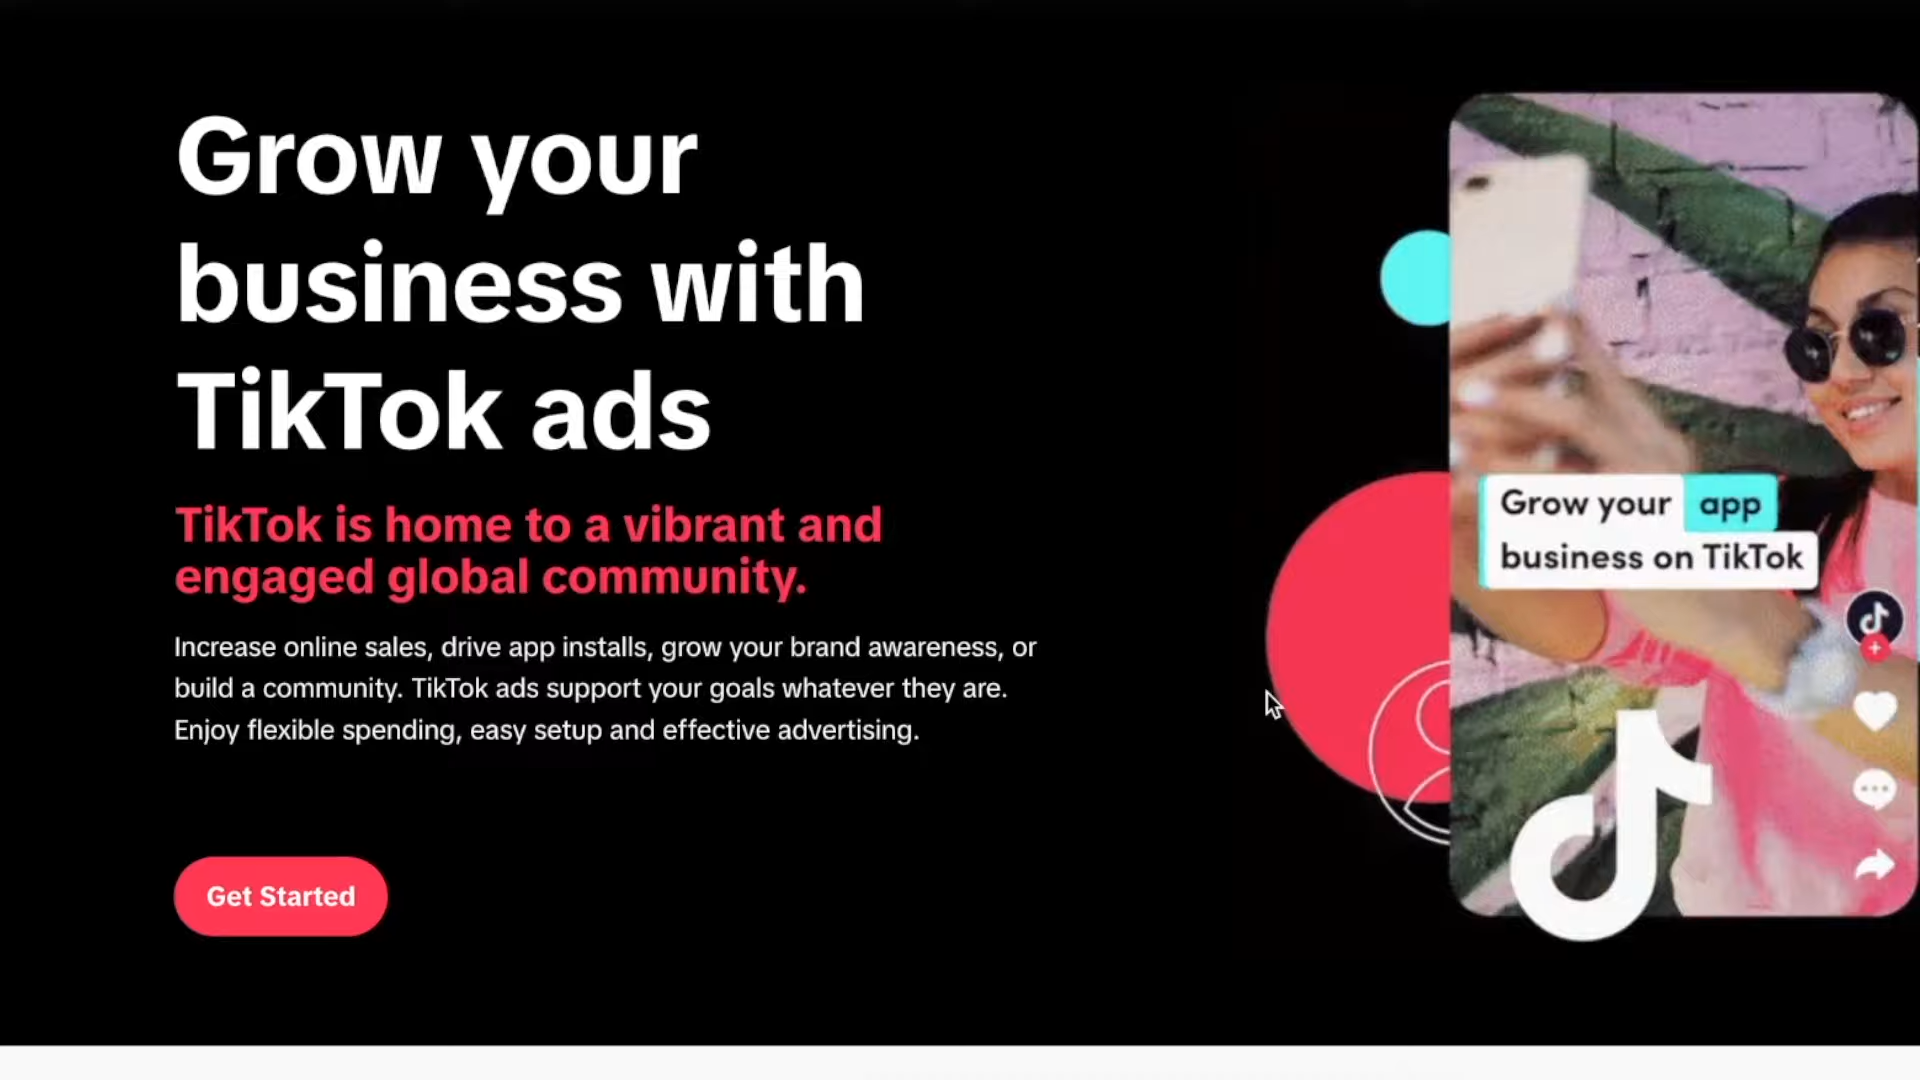 Grow your
business with
TikTok ads
TikTok is home to a vibrant and
engaged global community.
Increase online sales, drive app installs, grow your brand awareness, or
build a community. TikTok ads support your goals whatever they are.
Enjoy flexible spending, easy setup and effective advertising.
Get Started
Grow your app
business on TikTok